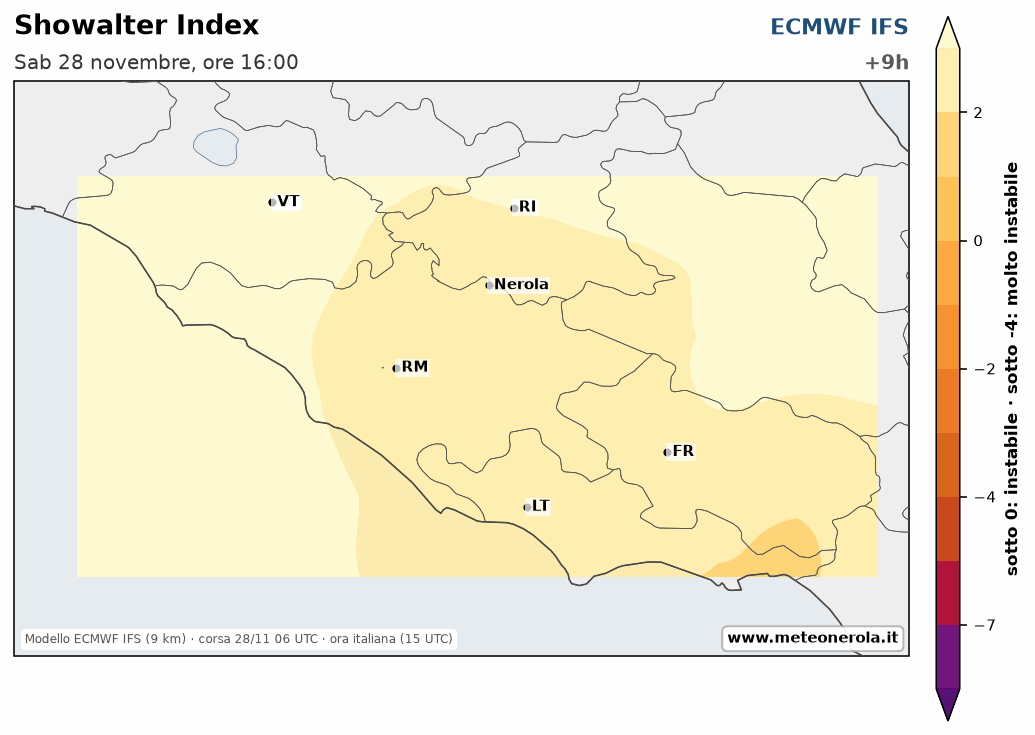 Showalter Index
ECMWF IFS
Sab 28 novembre, ore 16:00
+9h
VT
RI
Nerola
RM
FR
LT
2
0
−2
−4
−7
sotto 0: instabile · sotto -4: molto instabile
Modello ECMWF IFS (9 km) · corsa 28/11 06 UTC · ora italiana (15 UTC)
www.meteonerola.it